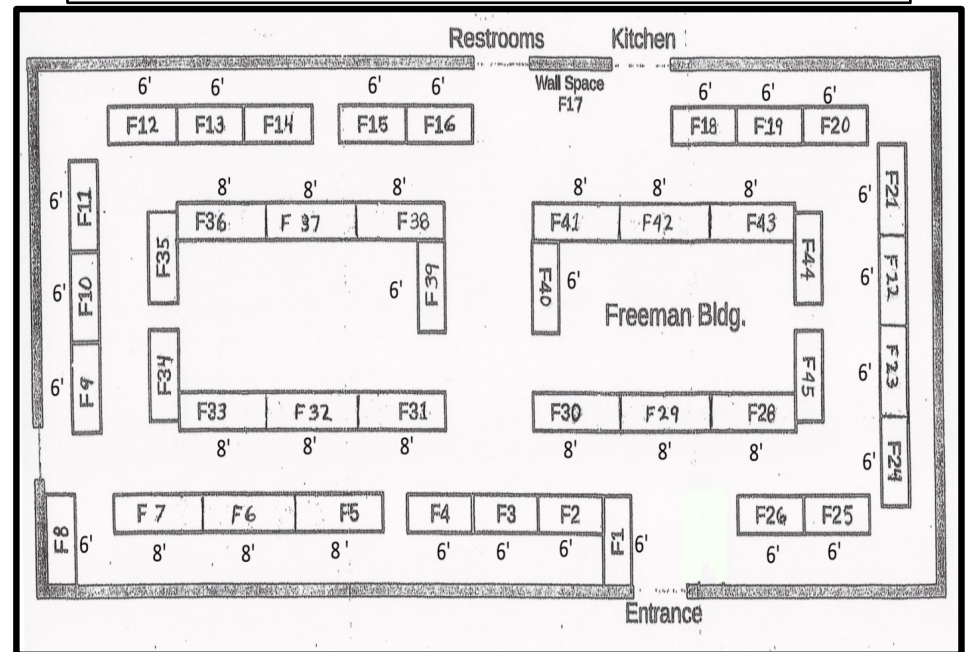 Restrooms Kitchen
Wall Space
F17
6' 6' 6' 6' 6' 6' 6'
F12 F13 F14 F15 F16 F18 F19 F20
6' F11 6' F21
8' 8' 8' 8' 8' 8'
F36 F 37 F38 F41 F42 F43
F35 F44
6' F10 6' F39 F40 6' 6' F22
Freeman Bldg.
6' F9 F34 F45 6' F23
F33 F32 F31 F30 F29 F28
8' 8' 8' 8' 8' 8'
6' F24
F 7 F6 F5 F4 F3 F2 F26 F25
F8 6' F1 6'
8' 8' 8' 6' 6' 6' 6' 6'
Entrance